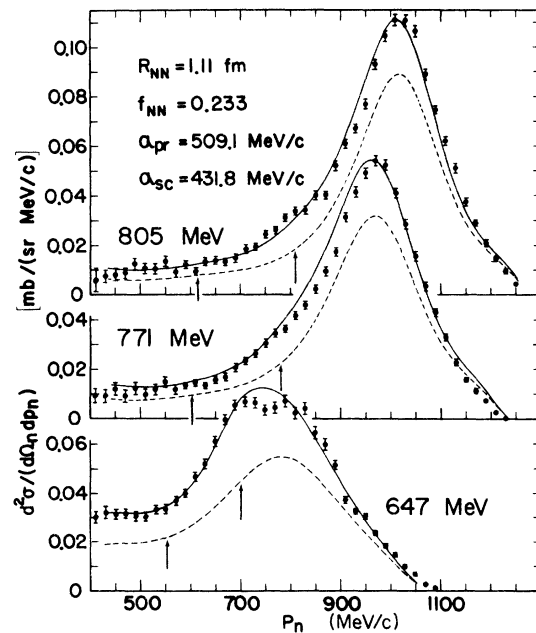 0.10
0.08
0.06
0.04
0.02
0
R_NN = 1.11 fm
f_NN = 0.233
a_pr = 509.1 MeV/c
a_sc = 431.8 MeV/c
805 MeV
0.04
0.02
0
771 MeV
0.06
0.04
0.02
0
647 MeV
d²σ/(dΩ_n dp_n) [mb/(sr MeV/c)]
500 700 900 1100
P_n (MeV/c)